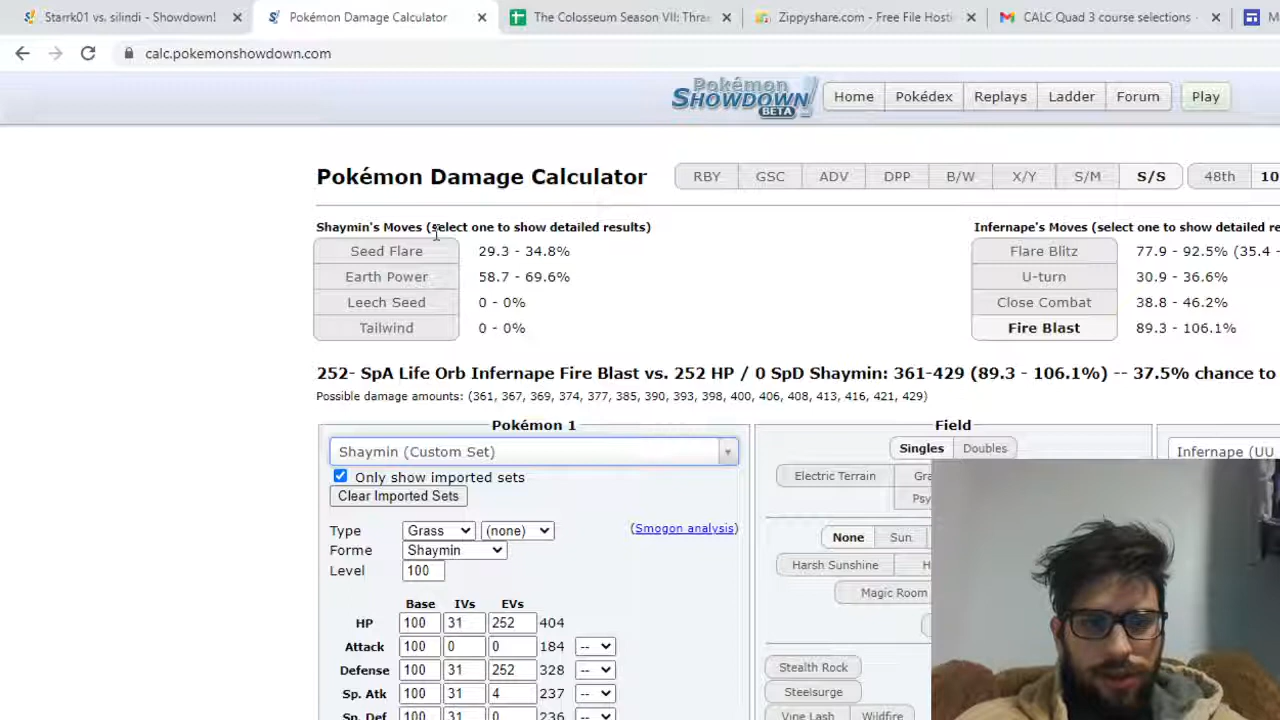 Starrk01 vs. silindi - Showdown!
Pokémon Damage Calculator
The Colosseum Season VII: Thra
Zippyshare.com - Free File Hosti
CALC Quad 3 course selections -
calc.pokemonshowdown.com
Pokémon SHOWDOWN! BETA
Home Pokédex Replays Ladder Forum Play
Pokémon Damage Calculator
RBY GSC ADV DPP B/W X/Y S/M S/S 48th 10
Shaymin's Moves (select one to show detailed results)
Seed Flare 29.3 - 34.8%
Earth Power 58.7 - 69.6%
Leech Seed 0 - 0%
Tailwind 0 - 0%
Infernape's Moves (select one to show detailed results)
Flare Blitz 77.9 - 92.5% (35.4 -
U-turn 30.9 - 36.6%
Close Combat 38.8 - 46.2%
Fire Blast 89.3 - 106.1%
252- SpA Life Orb Infernape Fire Blast vs. 252 HP / 0 SpD Shaymin: 361-429 (89.3 - 106.1%) -- 37.5% chance to
Possible damage amounts: (361, 367, 369, 374, 377, 385, 390, 393, 398, 400, 406, 408, 413, 416, 421, 429)
Pokémon 1
Shaymin (Custom Set)
Only show imported sets
Clear Imported Sets
Type Grass (none) (Smogon analysis)
Forme Shaymin
Level 100
Base IVs EVs
HP 100 31 252 404
Attack 100 0 0 184 --
Defense 100 31 252 328 --
Sp. Atk 100 31 4 237 --
Sp. Def 100 31 0 236 --
Field
Singles Doubles
Electric Terrain Gra
Psy
None Sun
Harsh Sunshine H
Magic Room
Stealth Rock
Steelsurge
Vine Lash Wildfire
Infernape (UU